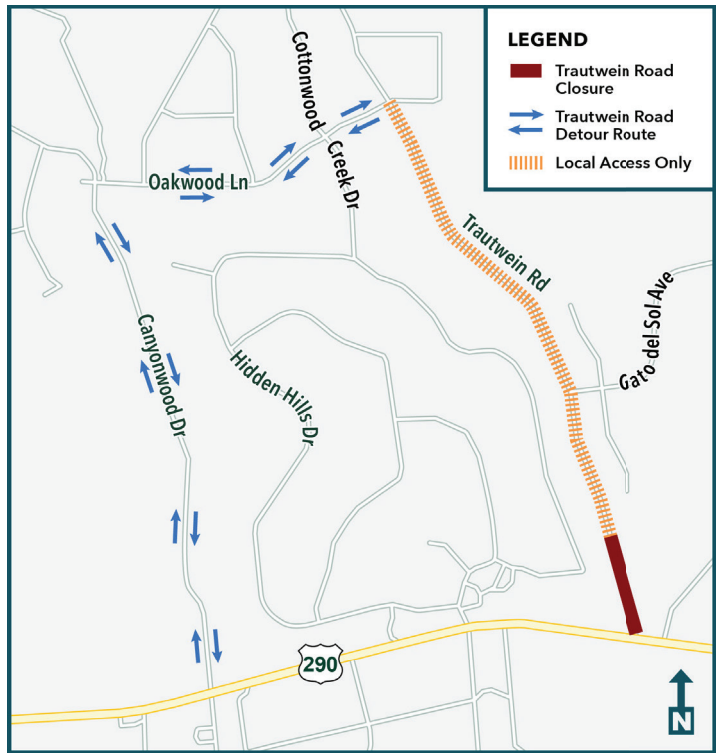 LEGEND
Trautwein Road
Closure
Trautwein Road
Detour Route
Local Access Only
Cottonwood
Creek Dr
Oakwood Ln
Trautwein Rd
Gato del Sol Ave
Canyonwood Dr
Hidden Hills Dr
290
N